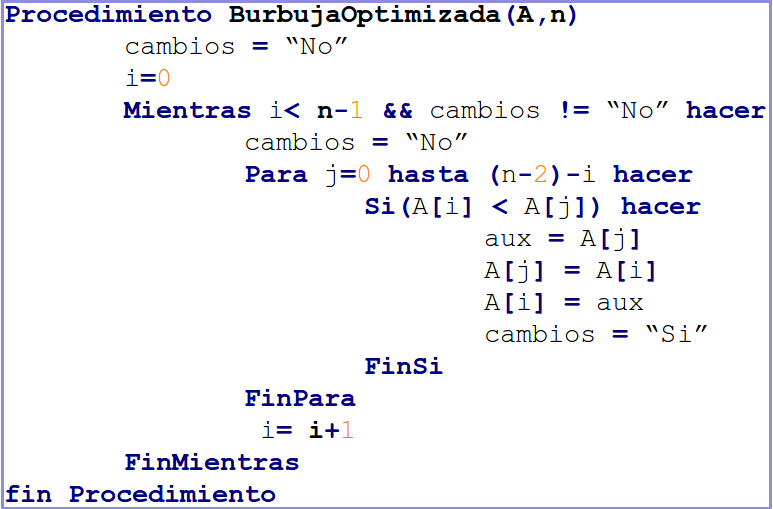 Procedimiento BurbujaOptimizada(A,n)
cambios = “No”
i=0
Mientras i< n-1 && cambios != “No” hacer
cambios = “No”
Para j=0 hasta (n-2)-i hacer
Si(A[i] < A[j]) hacer
aux = A[j]
A[j] = A[i]
A[i] = aux
cambios = “Si”
FinSi
FinPara
i= i+1
FinMientras
fin Procedimiento